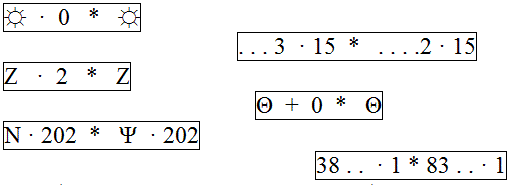 ☼ · 0 * ☼
. . . 3 · 15 * . . . .2 · 15
Z · 2 * Z
Θ + 0 * Θ
N · 202 * Ψ · 202
38 . . · 1 * 83 . . · 1